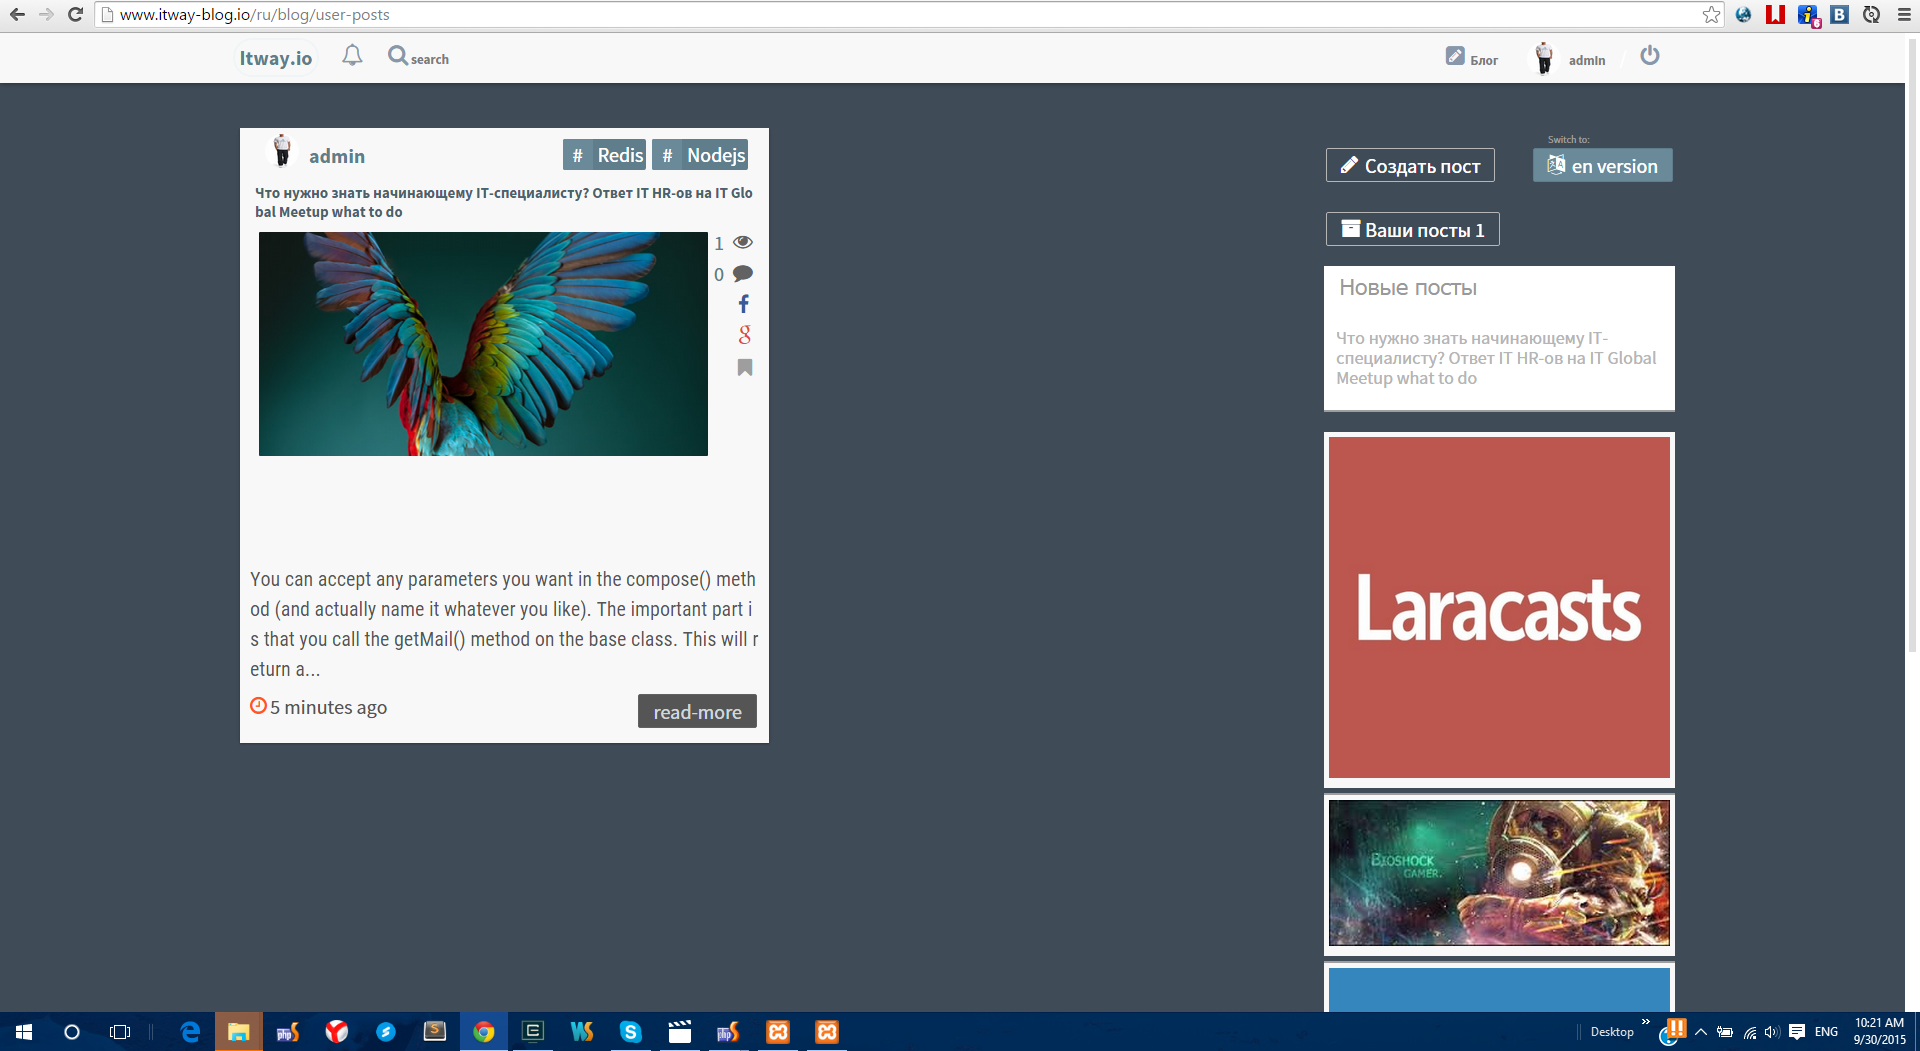 www.itway-blog.io/ru/blog/user-posts
Itway.io
search
Блог
admin
admin
# Redis
# Nodejs
Что нужно знать начинающему IT-специалисту? Ответ IT HR-ов на IT Glo
bal Meetup what to do
1
0
You can accept any parameters you want in the compose() meth
od (and actually name it whatever you like). The important part i
s that you call the getMail() method on the base class. This will r
eturn a...
5 minutes ago
read-more
Switch to:
Создать пост
en version
Ваши посты 1
Новые посты
Что нужно знать начинающему IT-
специалисту? Ответ IT HR-ов на IT Global
Meetup what to do
Laracasts
BIOSHOCK
GAMER.
Desktop
ENG
10:21 AM
9/30/2015